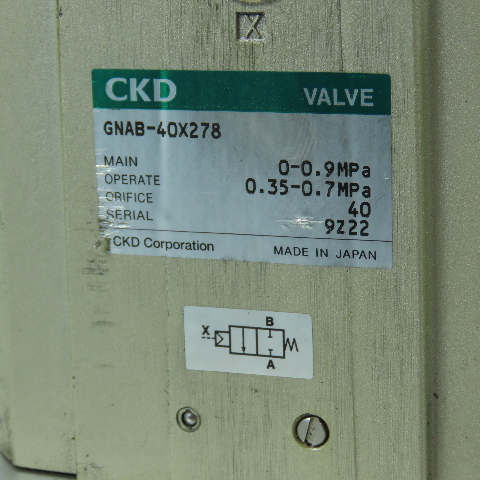 X
CKD VALVE
GNAB-40X278
MAIN 0-0.9MPa
OPERATE 0.35-0.7MPa
ORIFICE 40
SERIAL 9Z22
CKD Corporation MADE IN JAPAN
B
X
A